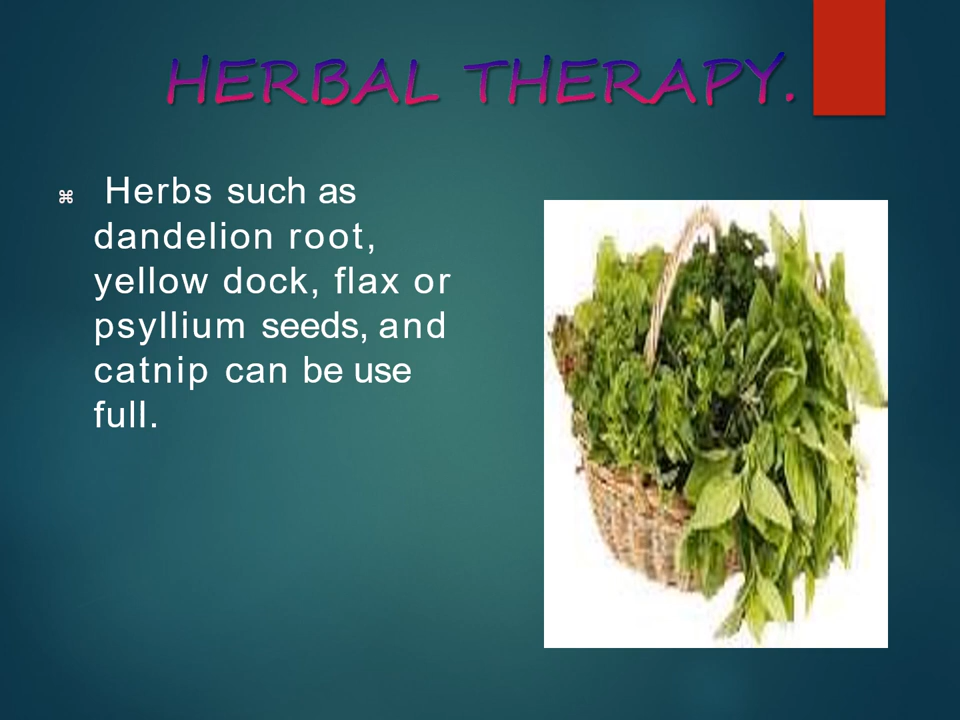 HERBAL THERAPY.
⌘ Herbs such as
dandelion root,
yellow dock, flax or
psyllium seeds, and
catnip can be use
full.